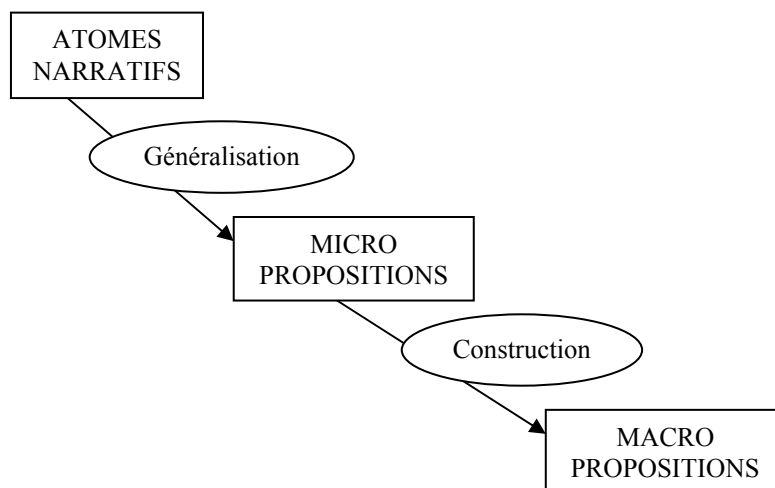 ATOMES
NARRATIFS
Généralisation
MICRO
PROPOSITIONS
Construction
MACRO
PROPOSITIONS